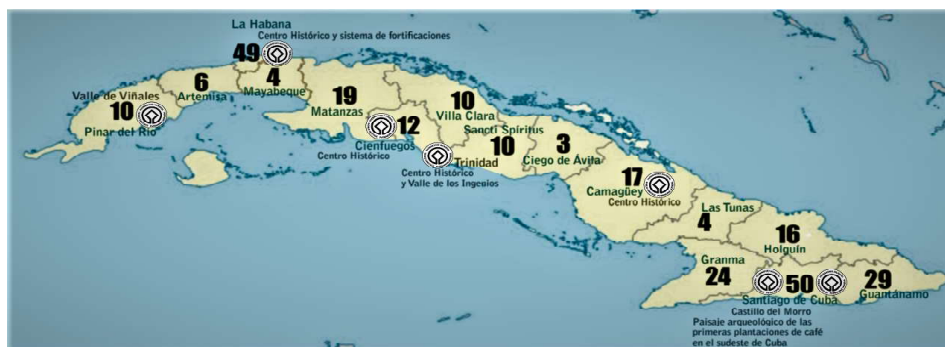 La Habana
Centro Histórico y sistema de fortificaciones
49
6
Artemisa
4
Mayabeque
Valle de Viñales
10
Pinar del Río
19
Matanzas
12
Cienfuegos
Centro Histórico
10
Villa Clara
Sancti Spíritus
10
Trinidad
Centro Histórico
y Valle de los Ingenios
3
Ciego de Ávila
17
Camagüey
Centro Histórico
Las Tunas
4
16
Holguín
Granma
24
50
Santiago de Cuba
Castillo del Morro
Paisaje arqueológico de las
primeras plantaciones de café
en el sudeste de Cuba
29
Guantánamo